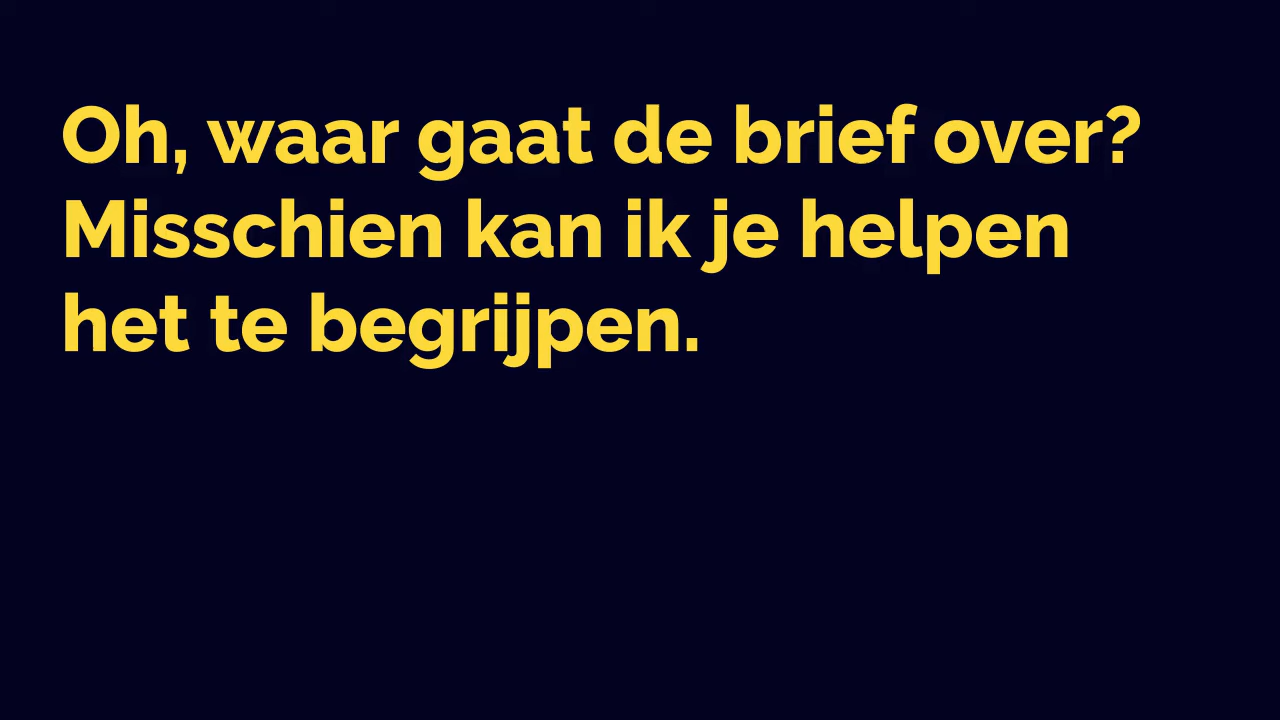 Oh, waar gaat de brief over?
Misschien kan ik je helpen
het te begrijpen.